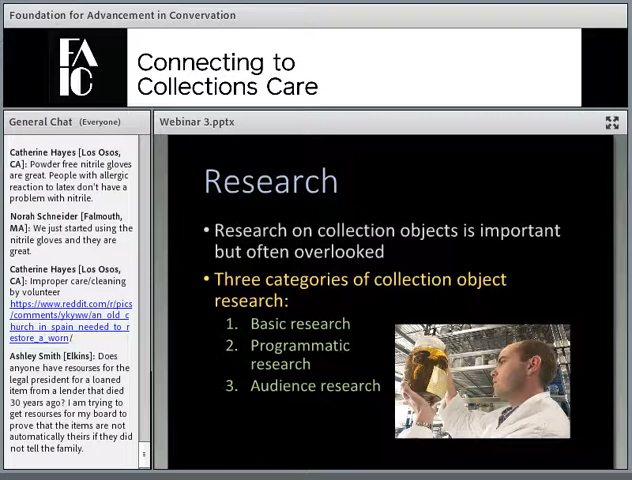 Foundation for Advancement in Convervation
FA
IC
Connecting to
Collections Care
General Chat (Everyone)
Catherine Hayes [Los Osos,
CA]: Powder free nitrile gloves
are great. People with allergic
reaction to latex don't have a
problem with nitrile.
Norah Schneider [Falmouth,
MA]: We just started using the
nitrile gloves and they are
great.
Catherine Hayes [Los Osos,
CA]: Improper care/cleaning
by volunteer
https://www.reddit.com/r/pics
/comments/ykyww/an_old_c
hurch_in_spain_needed_to_r
estore_a_worn/
Ashley Smith [Elkins]: Does
anyone have resourses for the
legal president for a loaned
item from a lender that died
30 years ago? I am trying to
get resourses for my board to
prove that the items are not
automatically theirs if they did
not tell the family.
Webinar 3.pptx
Research
• Research on collection objects is important
but often overlooked
• Three categories of collection object
research:
1. Basic research
2. Programmatic
research
3. Audience research